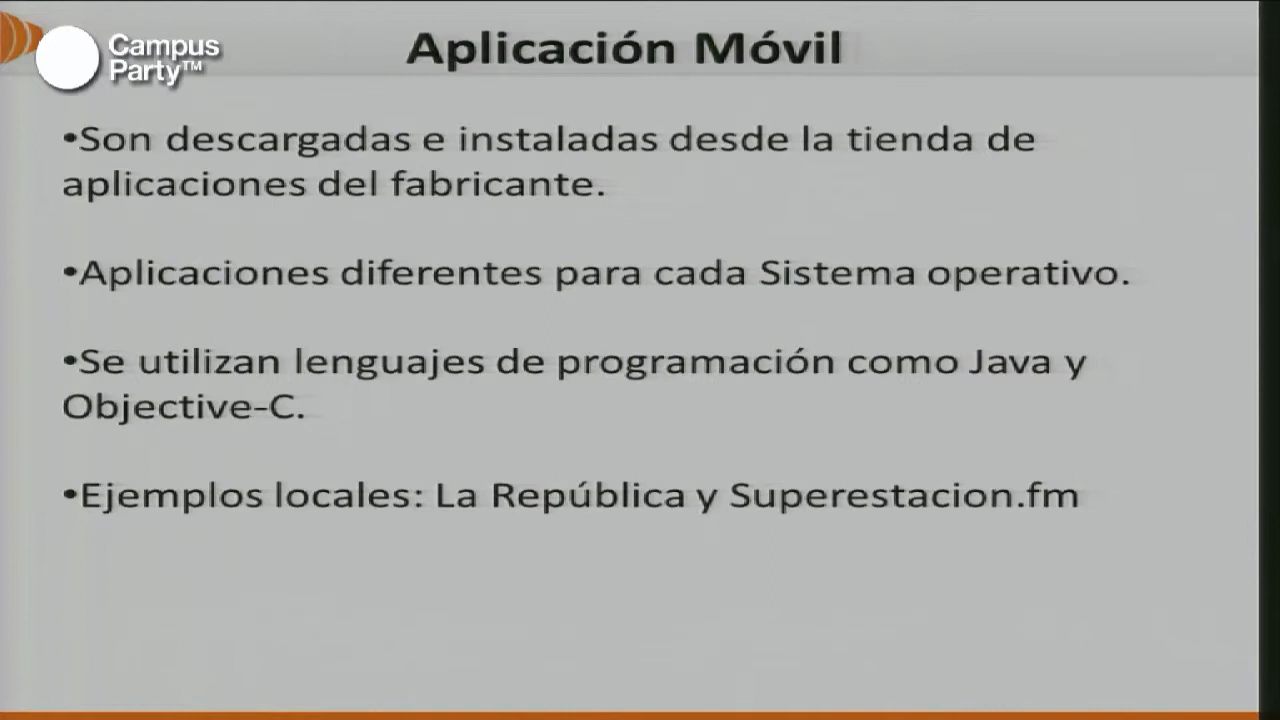 Campus
Party™
Aplicación Móvil
•Son descargadas e instaladas desde la tienda de
aplicaciones del fabricante.
•Aplicaciones diferentes para cada Sistema operativo.
•Se utilizan lenguajes de programación como Java y
Objective-C.
•Ejemplos locales: La República y Superestacion.fm